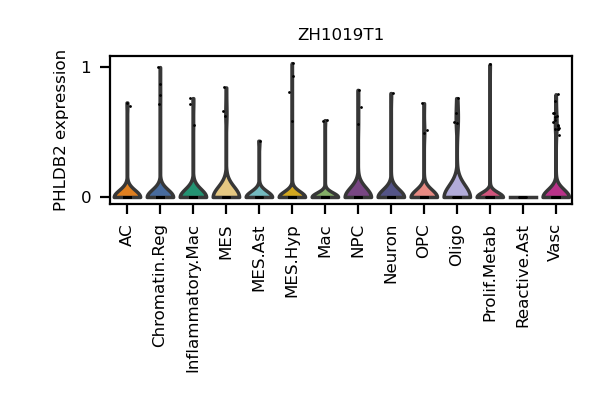 ZH1019T1
PHLDB2 expression
1
0
AC
Chromatin.Reg
Inflammatory.Mac
MES
MES.Ast
MES.Hyp
Mac
NPC
Neuron
OPC
Oligo
Prolif.Metab
Reactive.Ast
Vasc